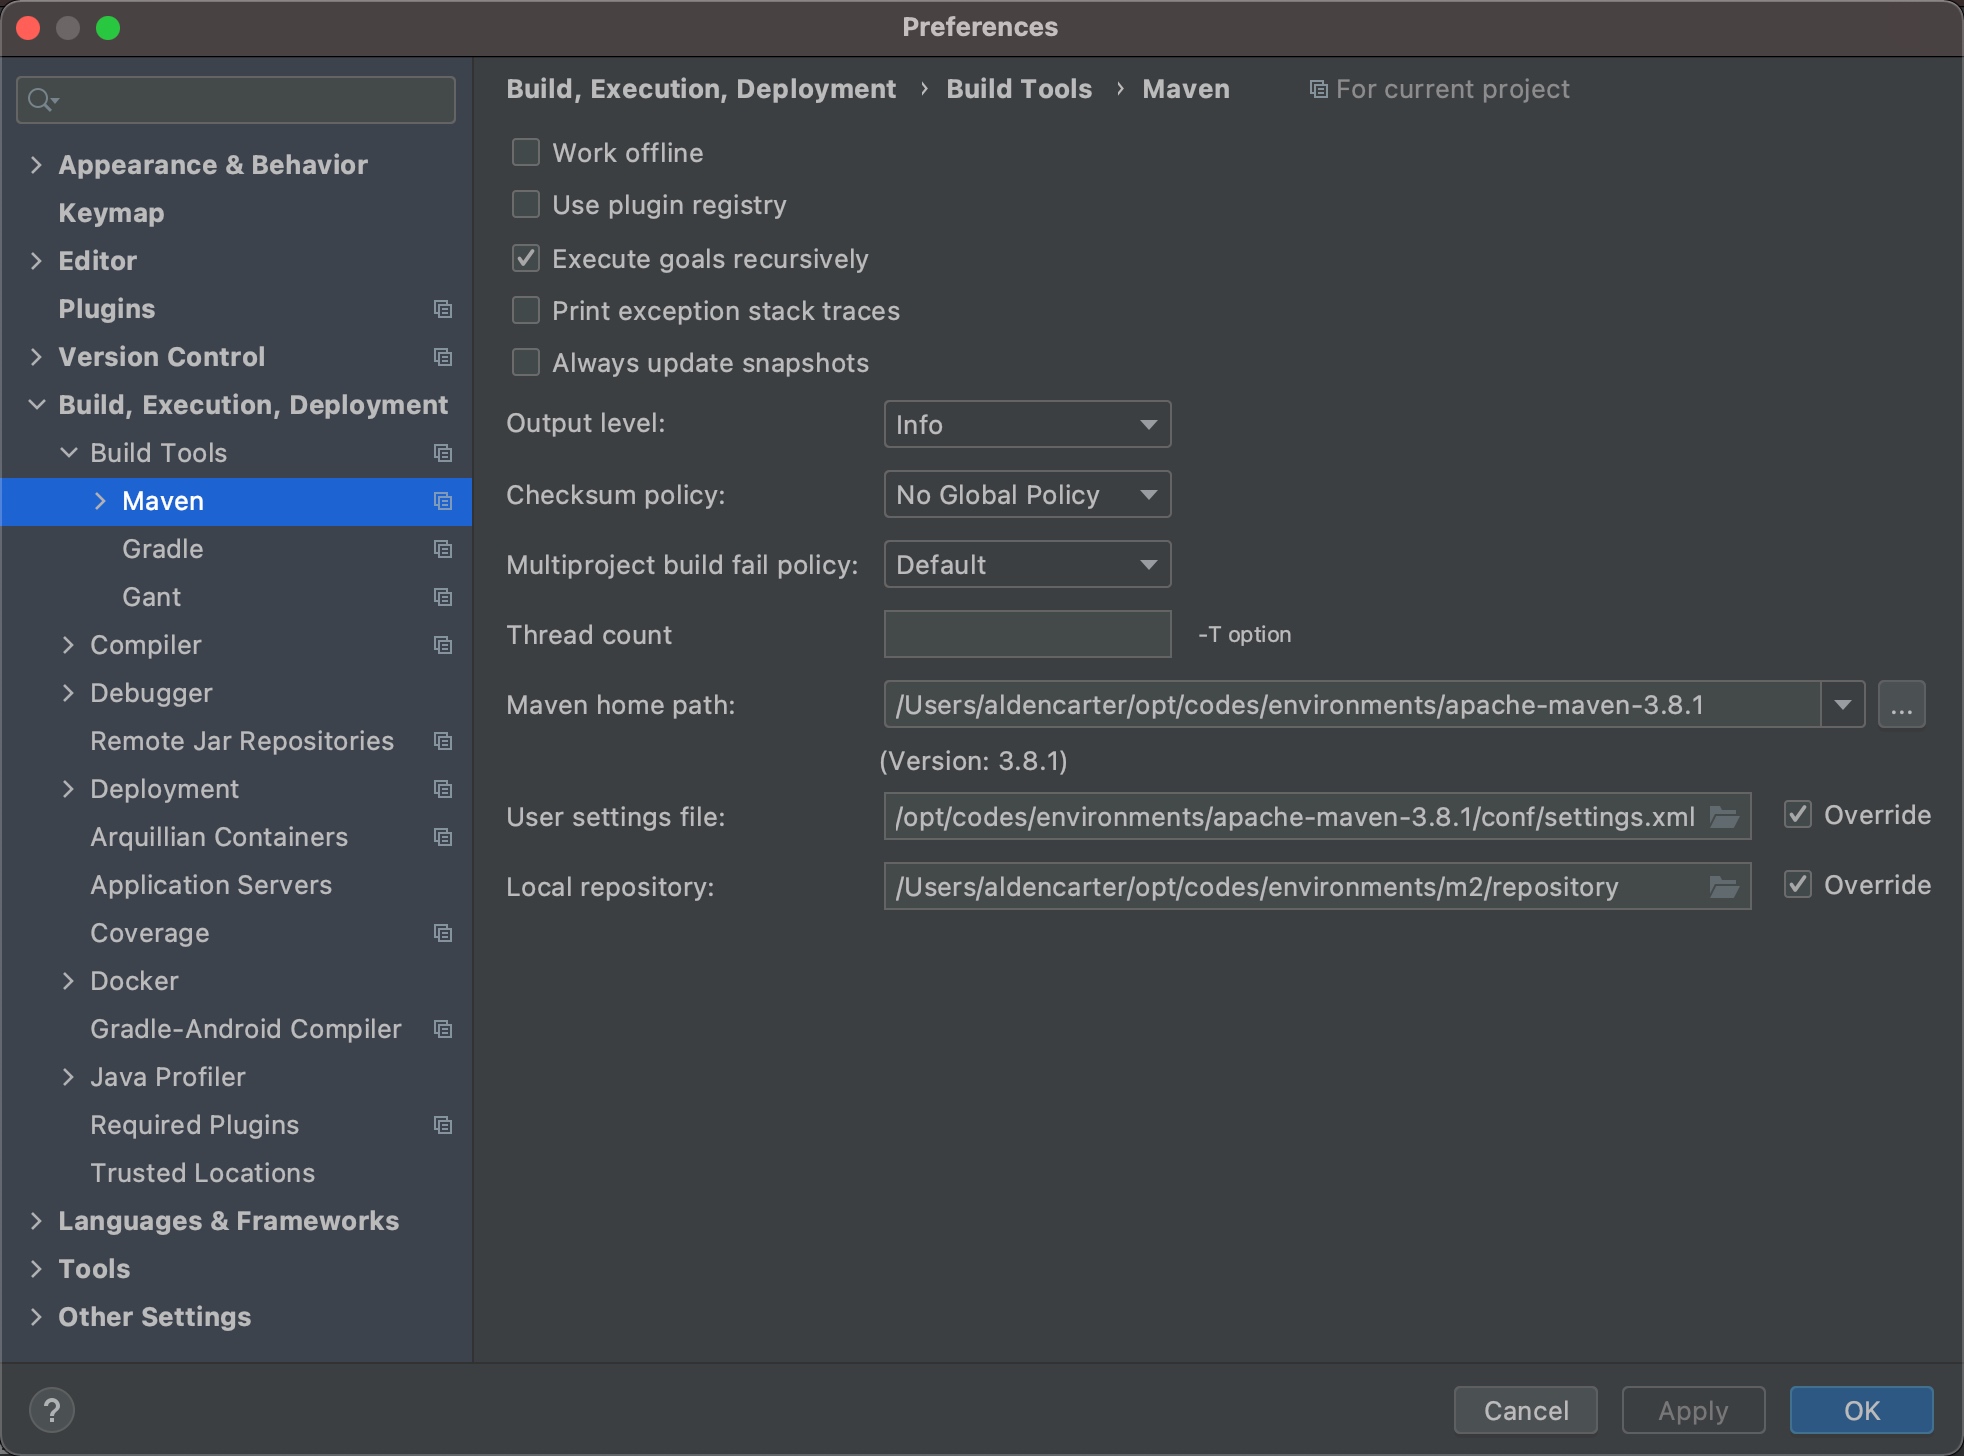 Preferences
Appearance & Behavior
Keymap
Editor
Plugins
Version Control
Build, Execution, Deployment
Build Tools
Maven
Gradle
Gant
Compiler
Debugger
Remote Jar Repositories
Deployment
Arquillian Containers
Application Servers
Coverage
Docker
Gradle-Android Compiler
Java Profiler
Required Plugins
Trusted Locations
Languages & Frameworks
Tools
Other Settings
Build, Execution, Deployment › Build Tools › Maven For current project
Work offline
Use plugin registry
Execute goals recursively
Print exception stack traces
Always update snapshots
Output level: Info
Checksum policy: No Global Policy
Multiproject build fail policy: Default
Thread count -T option
Maven home path: /Users/aldencarter/opt/codes/environments/apache-maven-3.8.1 ...
(Version: 3.8.1)
User settings file: /opt/codes/environments/apache-maven-3.8.1/conf/settings.xml Override
Local repository: /Users/aldencarter/opt/codes/environments/m2/repository Override
? Cancel Apply OK